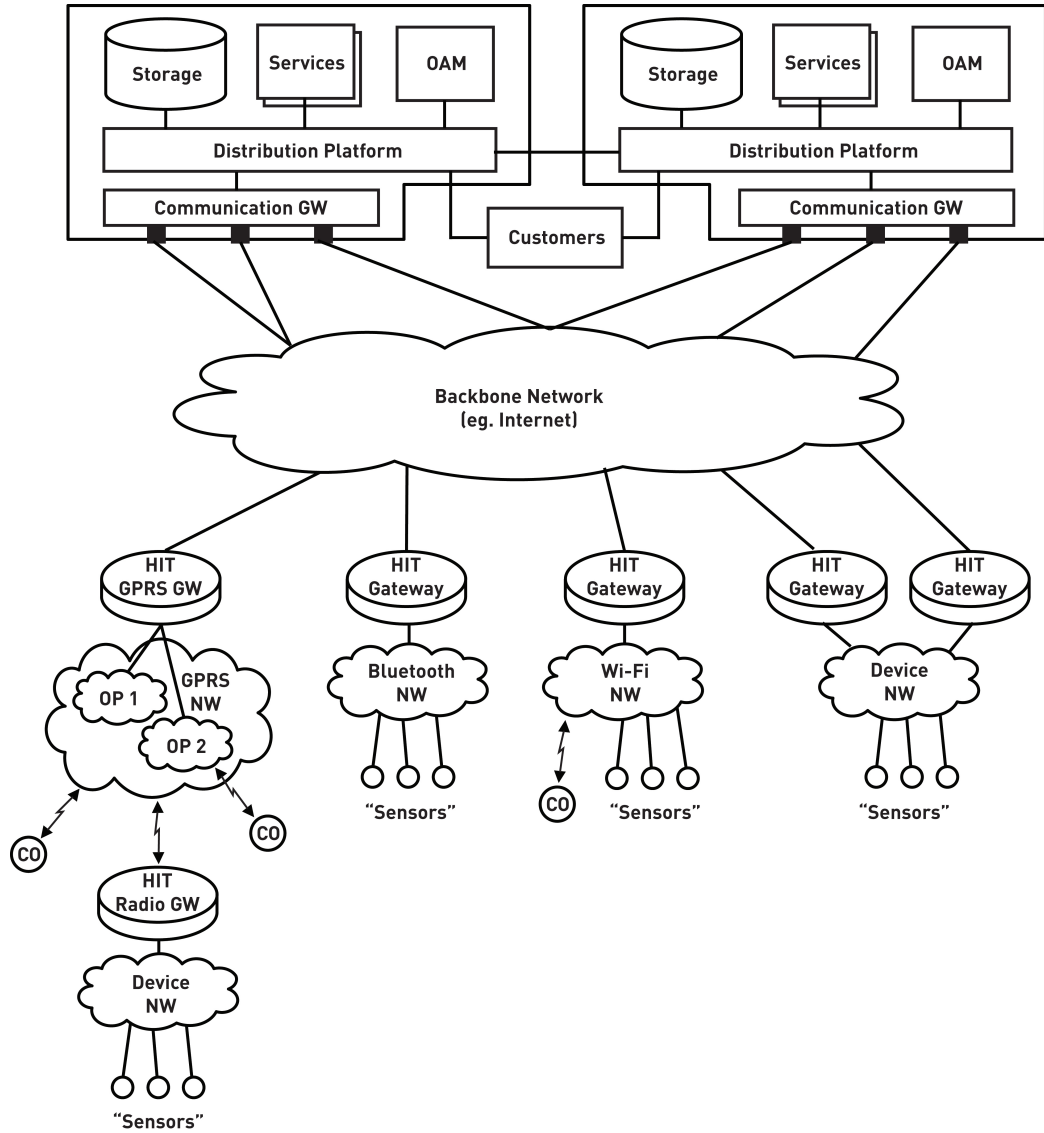 Storage
Services
OAM
Storage
Services
OAM
Distribution Platform
Distribution Platform
Communication GW
Communication GW
Customers
Backbone Network
(eg. Internet)
HIT
GPRS GW
HIT
Gateway
HIT
Gateway
HIT
Gateway
HIT
Gateway
GPRS
NW
OP 1
OP 2
Bluetooth
NW
Wi-Fi
NW
Device
NW
CO
CO
CO
“Sensors”
“Sensors”
“Sensors”
HIT
Radio GW
Device
NW
“Sensors”